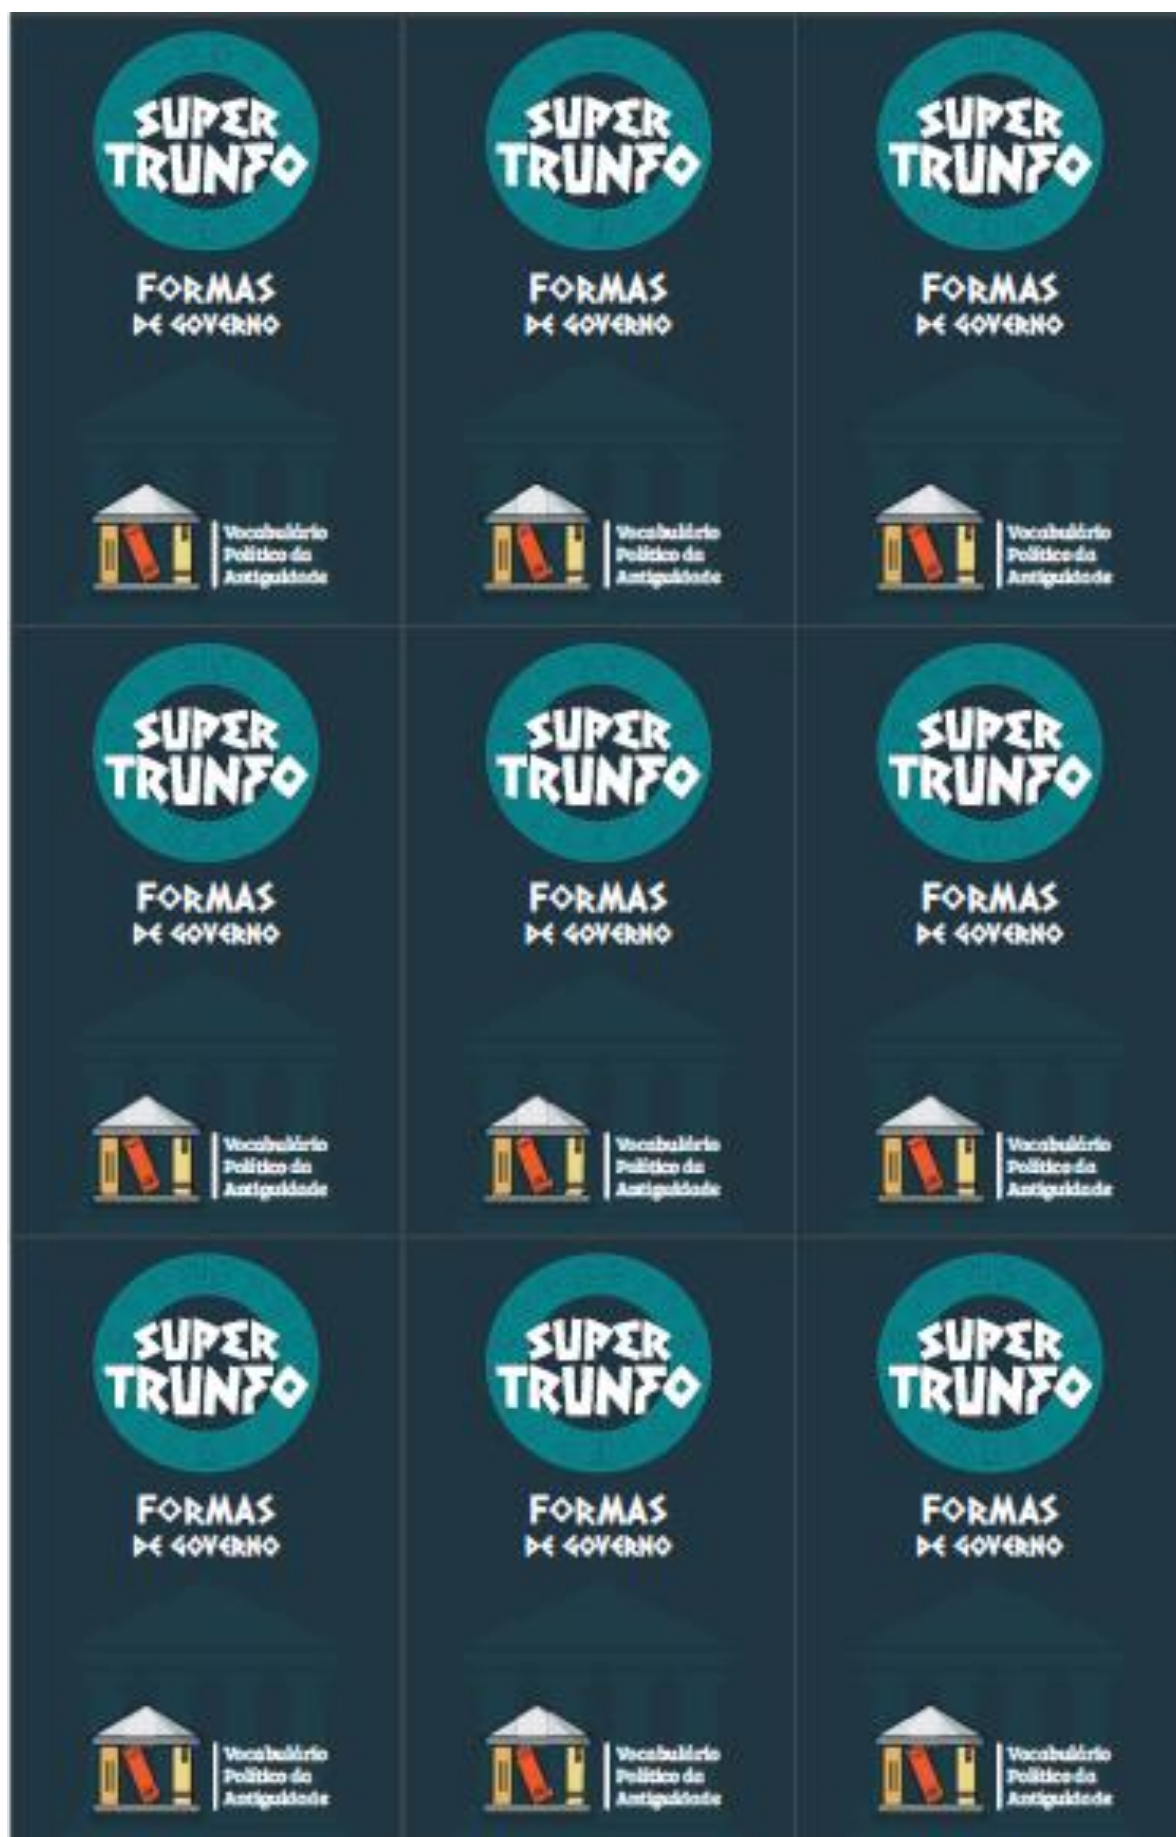 SUPER
TRUNFO
FORMAS
DE GOVERNO
Vocabulário
Político da
Antiguidade
SUPER
TRUNFO
FORMAS
DE GOVERNO
Vocabulário
Político da
Antiguidade
SUPER
TRUNFO
FORMAS
DE GOVERNO
Vocabulário
Político da
Antiguidade
SUPER
TRUNFO
FORMAS
DE GOVERNO
Vocabulário
Político da
Antiguidade
SUPER
TRUNFO
FORMAS
DE GOVERNO
Vocabulário
Político da
Antiguidade
SUPER
TRUNFO
FORMAS
DE GOVERNO
Vocabulário
Político da
Antiguidade
SUPER
TRUNFO
FORMAS
DE GOVERNO
Vocabulário
Político da
Antiguidade
SUPER
TRUNFO
FORMAS
DE GOVERNO
Vocabulário
Político da
Antiguidade
SUPER
TRUNFO
FORMAS
DE GOVERNO
Vocabulário
Político da
Antiguidade